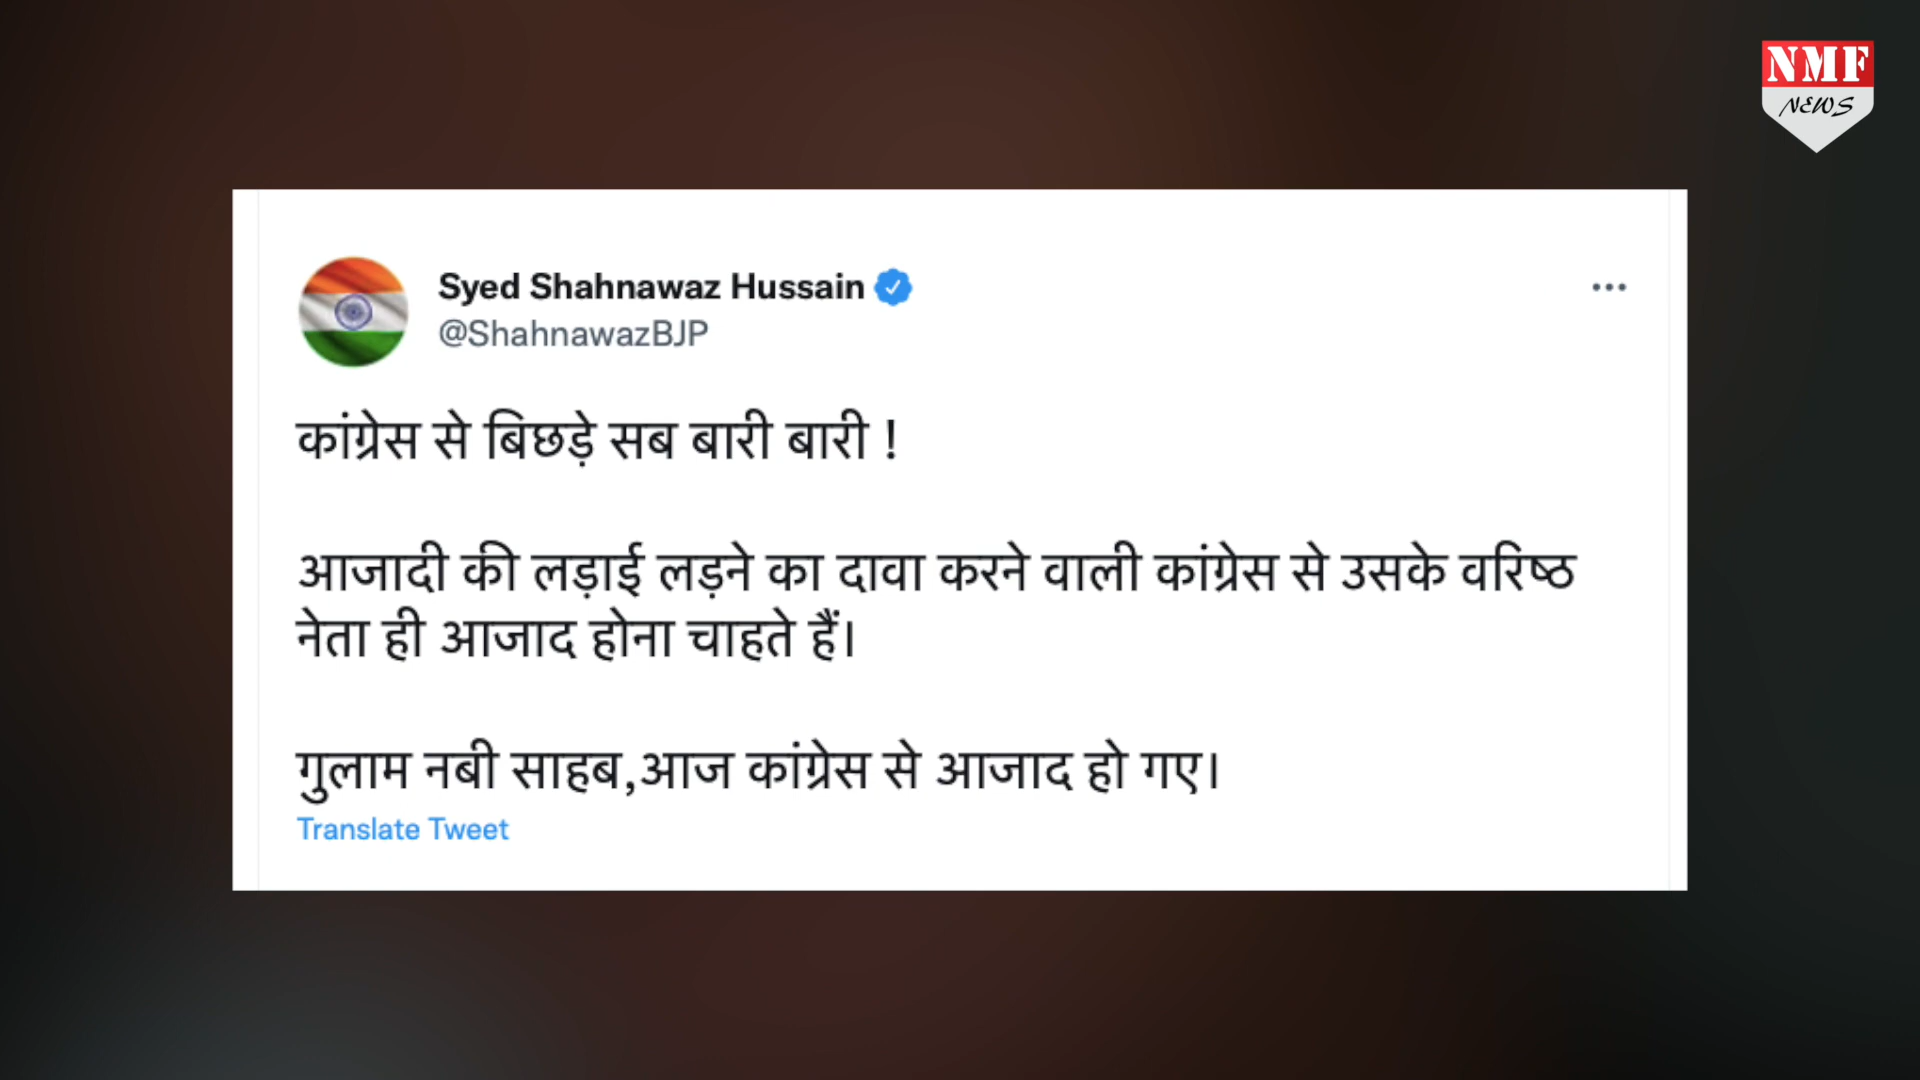 NMF
NEWS
Syed Shahnawaz Hussain
@ShahnawazBJP
कांग्रेस से बिछड़े सब बारी बारी !
आजादी की लड़ाई लड़ने का दावा करने वाली कांग्रेस से उसके वरिष्ठ
नेता ही आजाद होना चाहते हैं।
गुलाम नबी साहब,आज कांग्रेस से आजाद हो गए।
Translate Tweet